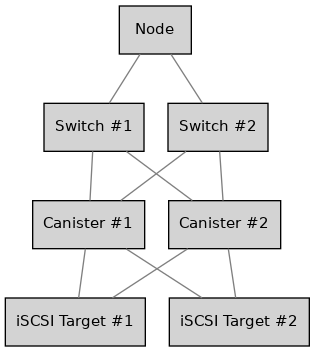 Node
Switch #1
Switch #2
Canister #1
Canister #2
iSCSI Target #1
iSCSI Target #2